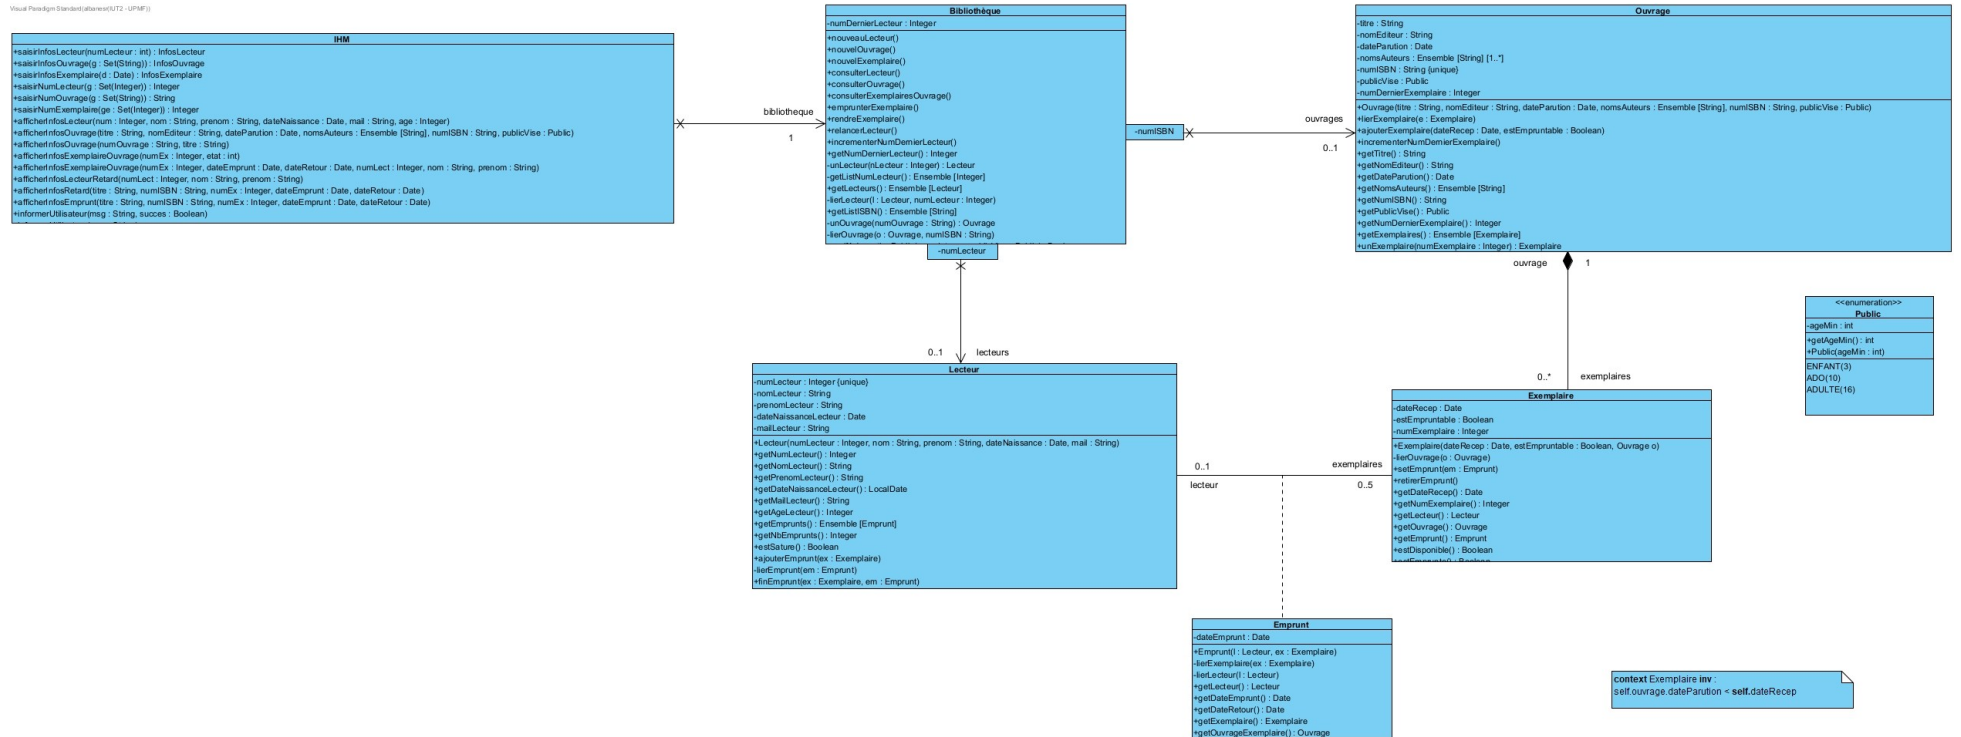 Visual Paradigm Standard(albanese(IUT2 - UPMF))
IHM
+saisirInfosLecteur(numLecteur : int) : InfosLecteur
+saisirInfosOuvrage(g : Set(String)) : InfosOuvrage
+saisirInfosExemplaire(d : Date) : InfosExemplaire
+saisirNumLecteur(g : Set(Integer)) : Integer
+saisirNumOuvrage(g : Set(String)) : String
+saisirNumExemplaire(ge : Set(Integer)) : Integer
+afficherInfosLecteur(num : Integer, nom : String, prenom : String, dateNaissance : Date, mail : String, age : Integer)
+afficherInfosOuvrage(titre : String, nomEditeur : String, dateParution : Date, nomsAuteurs : Ensemble [String], numISBN : String, publicVise : Public)
+afficherInfosOuvrage(numOuvrage : String, titre : String)
+afficherInfosExemplaireOuvrage(numEx : Integer, etat : int)
+afficherInfosExemplaireOuvrage(numEx : Integer, dateEmprunt : Date, dateRetour : Date, numLect : Integer, nom : String, prenom : String)
+afficherInfosLecteurRetard(numLect : Integer, nom : String, prenom : String)
+afficherInfosRetard(titre : String, numISBN : String, numEx : Integer, dateEmprunt : Date, dateRetour : Date)
+afficherInfosEmprunt(titre : String, numISBN : String, numEx : Integer, dateEmprunt : Date, dateRetour : Date)
+informerUtilisateur(msg : String, succes : Boolean)
bibliotheque
1
Bibliothèque
-numDernierLecteur : Integer
+nouveauLecteur()
+nouvelOuvrage()
+nouvelExemplaire()
+consulterLecteur()
+consulterOuvrage()
+consulterExemplairesOuvrage()
+emprunterExemplaire()
+rendreExemplaire()
+relancerLecteur()
+incrementerNumDernierLecteur()
+getNumDernierLecteur() : Integer
-unLecteur(nLecteur : Integer) : Lecteur
-getListNumLecteur() : Ensemble [Integer]
+getLecteurs() : Ensemble [Lecteur]
-lierLecteur(l : Lecteur, numLecteur : Integer)
+getListISBN() : Ensemble [String]
-unOuvrage(numOuvrage : String) : Ouvrage
-lierOuvrage(o : Ouvrage, numISBN : String)
-numLecteur
-numISBN
ouvrages
0..1
Ouvrage
-titre : String
-nomEditeur : String
-dateParution : Date
-nomsAuteurs : Ensemble [String] [1..*]
-numISBN : String {unique}
-publicVise : Public
-numDernierExemplaire : Integer
+Ouvrage(titre : String, nomEditeur : String, dateParution : Date, nomsAuteurs : Ensemble [String], numISBN : String, publicVise : Public)
+lierExemplaire(e : Exemplaire)
+ajouterExemplaire(dateRecep : Date, estEmpruntable : Boolean)
+incrementerNumDernierExemplaire()
+getTitre() : String
+getNomEditeur() : String
+getDateParution() : Date
+getNomsAuteurs() : Ensemble [String]
+getNumISBN() : String
+getPublicVise() : Public
+getNumDernierExemplaire() : Integer
+getExemplaires() : Ensemble [Exemplaire]
+unExemplaire(numExemplaire : Integer) : Exemplaire
ouvrage
1
<<enumeration>>
Public
-ageMin : int
+getAgeMin() : int
+Public(ageMin : int)
ENFANT(3)
ADO(10)
ADULTE(16)
0..1
lecteurs
Lecteur
-numLecteur : Integer {unique}
-nomLecteur : String
-prenomLecteur : String
-dateNaissanceLecteur : Date
-mailLecteur : String
+Lecteur(numLecteur : Integer, nom : String, prenom : String, dateNaissance : Date, mail : String)
+getNumLecteur() : Integer
+getNomLecteur() : String
+getPrenomLecteur() : String
+getDateNaissanceLecteur() : LocalDate
+getMailLecteur() : String
+getAgeLecteur() : Integer
+getEmprunts() : Ensemble [Emprunt]
+getNbEmprunts() : Integer
+estSature() : Boolean
+ajouterEmprunt(ex : Exemplaire)
-lierEmprunt(em : Emprunt)
+finEmprunt(ex : Exemplaire, em : Emprunt)
0..1
lecteur
exemplaires
0..5
0..*
exemplaires
Exemplaire
-dateRecep : Date
-estEmpruntable : Boolean
-numExemplaire : Integer
+Exemplaire(dateRecep : Date, estEmpruntable : Boolean, Ouvrage o)
-lierOuvrage(o : Ouvrage)
+setEmprunt(em : Emprunt)
+retirerEmprunt()
+getDateRecep() : Date
+getNumExemplaire() : Integer
+getLecteur() : Lecteur
+getOuvrage() : Ouvrage
+getEmprunt() : Emprunt
+estDisponible() : Boolean
Emprunt
-dateEmprunt : Date
+Emprunt(l : Lecteur, ex : Exemplaire)
-lierExemplaire(ex : Exemplaire)
-lierLecteur(l : Lecteur)
+getLecteur() : Lecteur
+getDateEmprunt() : Date
+getDateRetour() : Date
+getExemplaire() : Exemplaire
+getOuvrageExemplaire() : Ouvrage
context Exemplaire inv :
self.ouvrage.dateParution < self.dateRecep